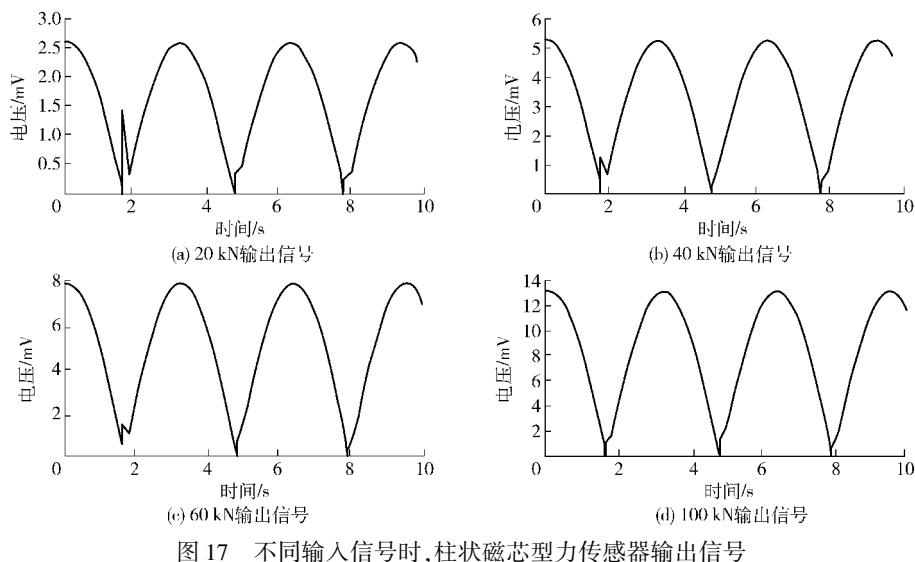 3.0
2.5
2.0
1.5
1.0
0.5
0 2 4 6 8 10
电压/mV
时间/s
(a) 20 kN输出信号
6
5
4
3
2
1
0 2 4 6 8 10
电压/mV
时间/s
(b) 40 kN输出信号
8
6
4
2
0 2 4 6 8 10
电压/mV
时间/s
(c) 60 kN输出信号
14
12
10
8
6
4
2
0 2 4 6 8 10
电压/mV
时间/s
(d) 100 kN输出信号
图 17 不同输入信号时,柱状磁芯型力传感器输出信号